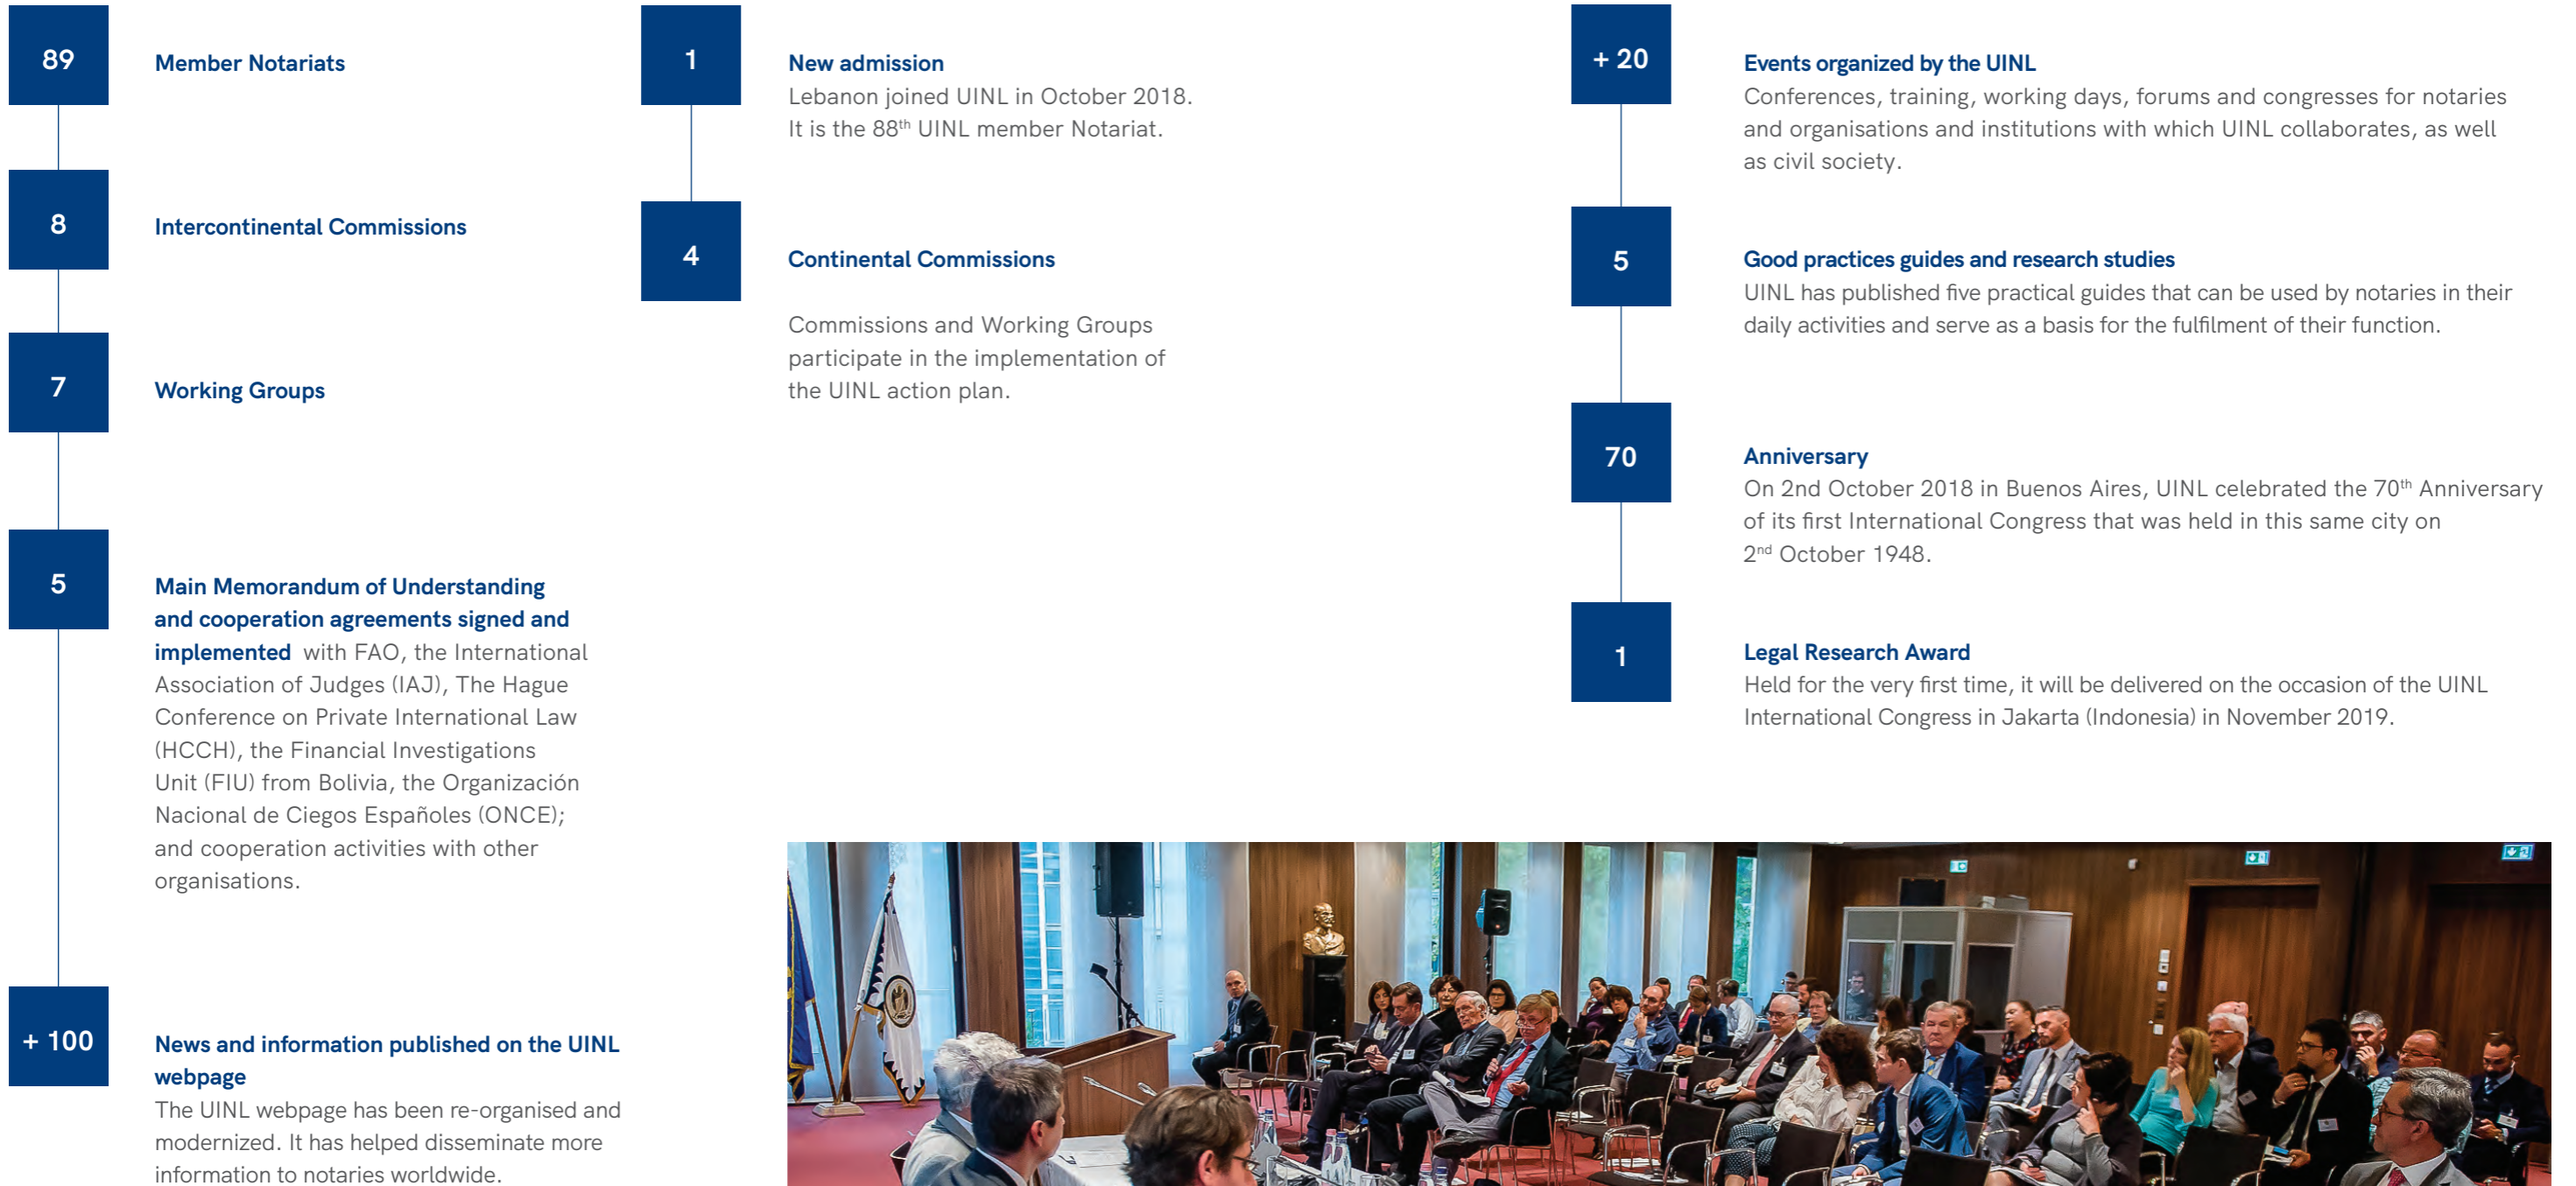 89
Member Notariats
8
Intercontinental Commissions
7
Working Groups
5
Main Memorandum of Understanding
and cooperation agreements signed and
implemented with FAO, the International
Association of Judges (IAJ), The Hague
Conference on Private International Law
(HCCH), the Financial Investigations
Unit (FIU) from Bolivia, the Organización
Nacional de Ciegos Españoles (ONCE);
and cooperation activities with other
organisations.
+ 100
News and information published on the UINL
webpage
The UINL webpage has been re-organised and
modernized. It has helped disseminate more
information to notaries worldwide.
1
New admission
Lebanon joined UINL in October 2018.
It is the 88th UINL member Notariat.
4
Continental Commissions
Commissions and Working Groups
participate in the implementation of
the UINL action plan.
+ 20
Events organized by the UINL
Conferences, training, working days, forums and congresses for notaries
and organisations and institutions with which UINL collaborates, as well
as civil society.
5
Good practices guides and research studies
UINL has published five practical guides that can be used by notaries in their
daily activities and serve as a basis for the fulfilment of their function.
70
Anniversary
On 2nd October 2018 in Buenos Aires, UINL celebrated the 70th Anniversary
of its first International Congress that was held in this same city on
2nd October 1948.
1
Legal Research Award
Held for the very first time, it will be delivered on the occasion of the UINL
International Congress in Jakarta (Indonesia) in November 2019.